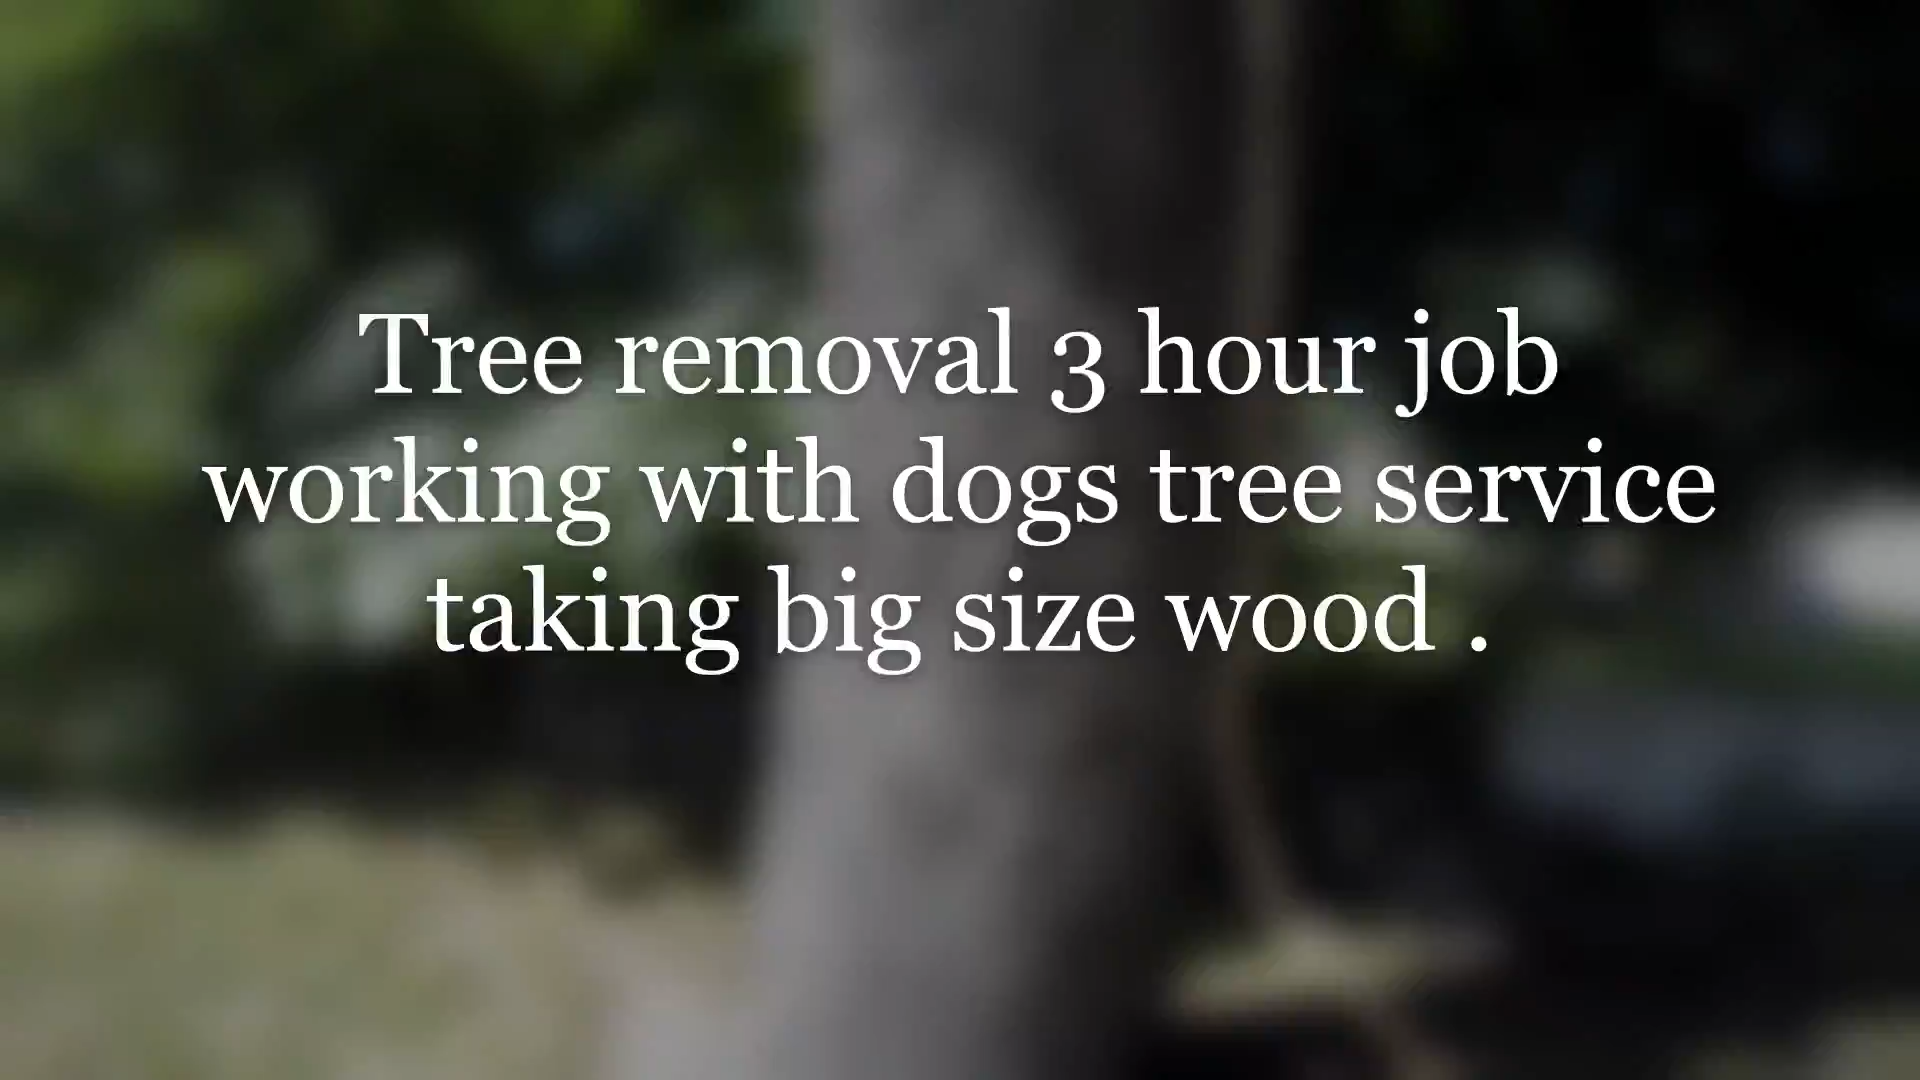 Tree removal 3 hour job
working with dogs tree service
taking big size wood .